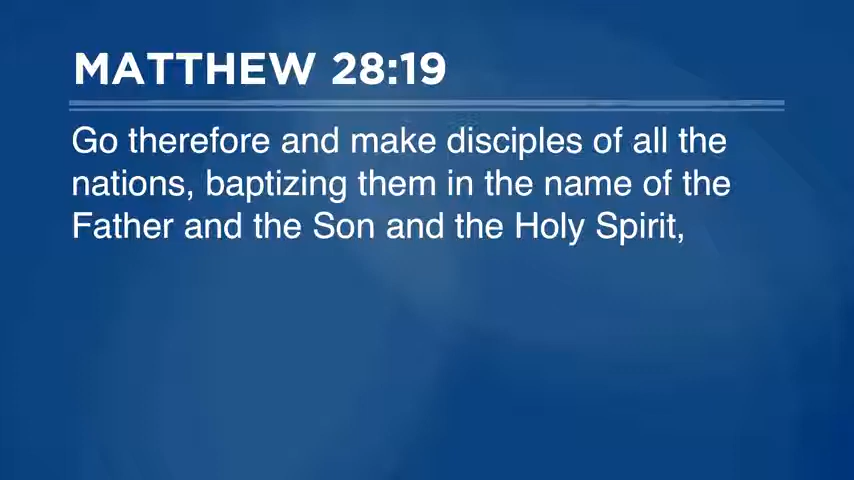 MATTHEW 28:19
Go therefore and make disciples of all the
nations, baptizing them in the name of the
Father and the Son and the Holy Spirit,